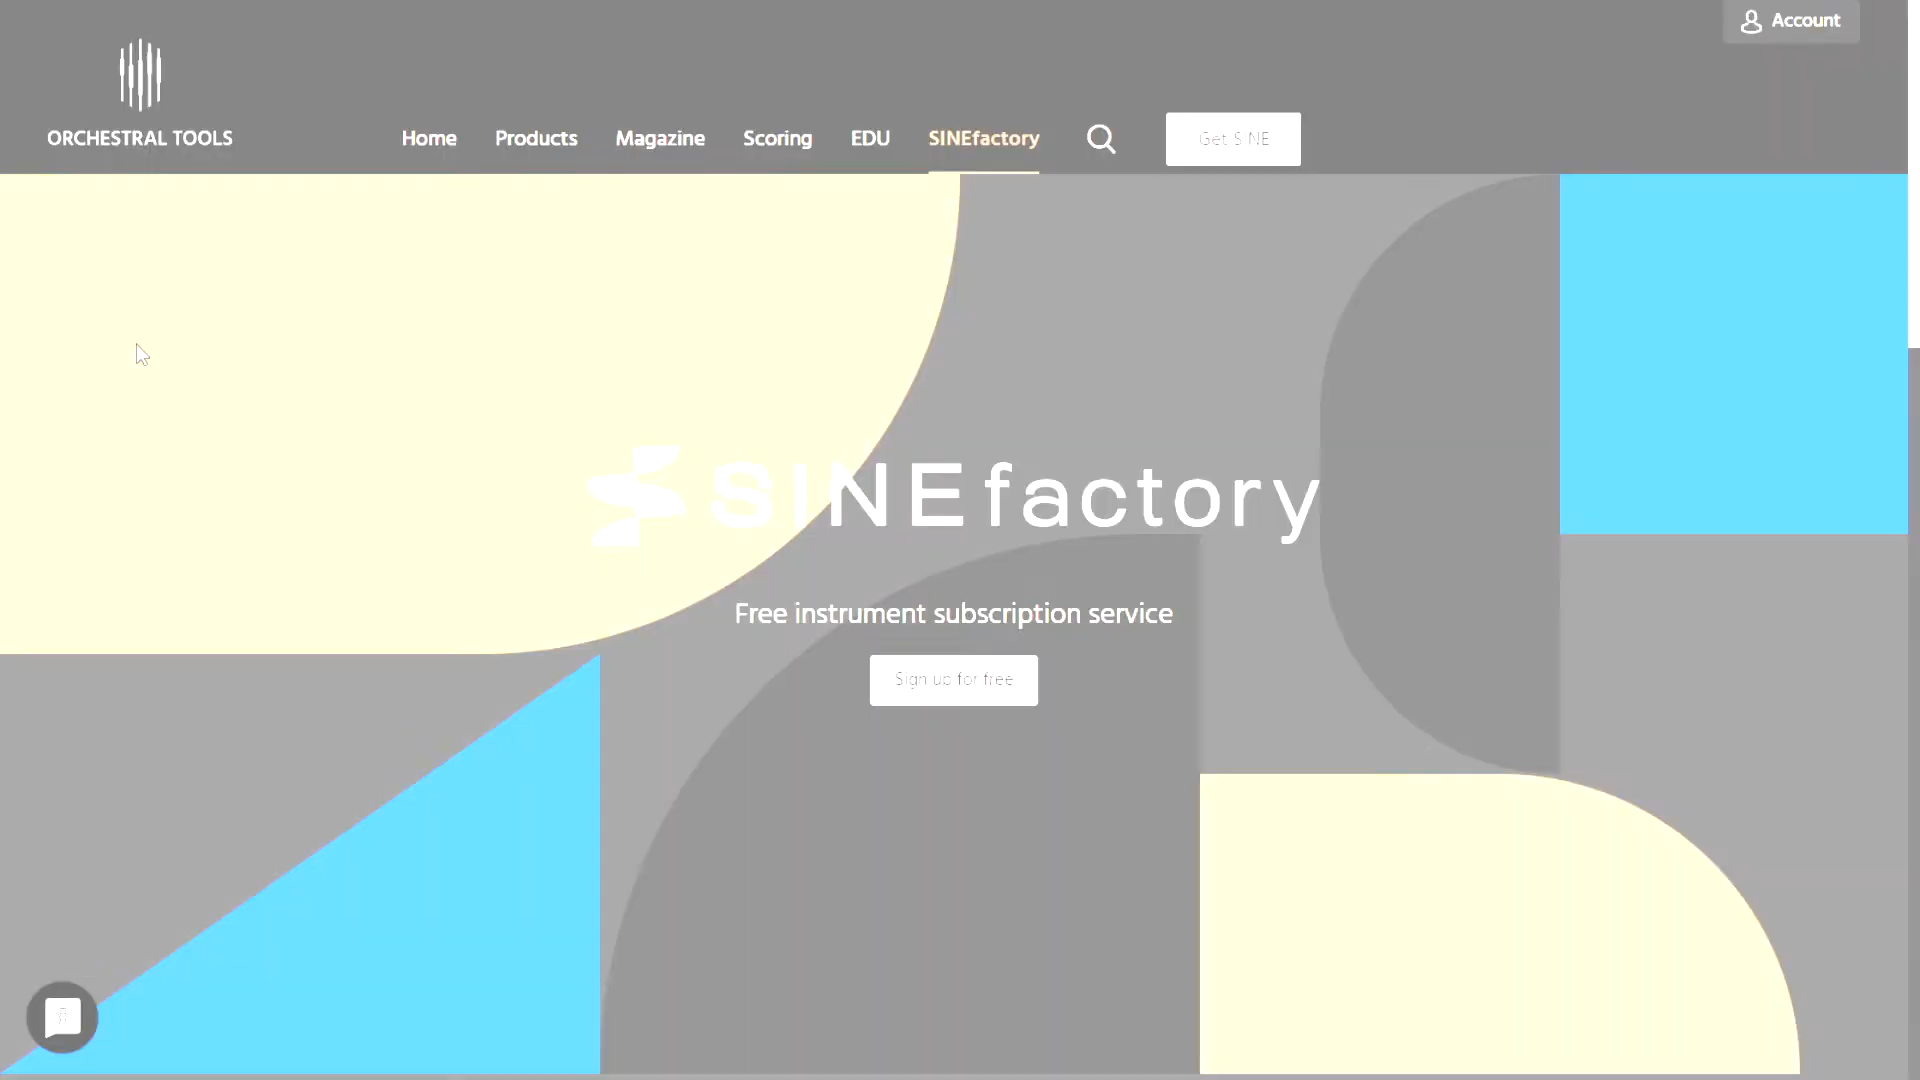 Account
ORCHESTRAL TOOLS
Home
Products
Magazine
Scoring
EDU
SINEfactory
Get SINE
SINEfactory
Free instrument subscription service
Sign up for free